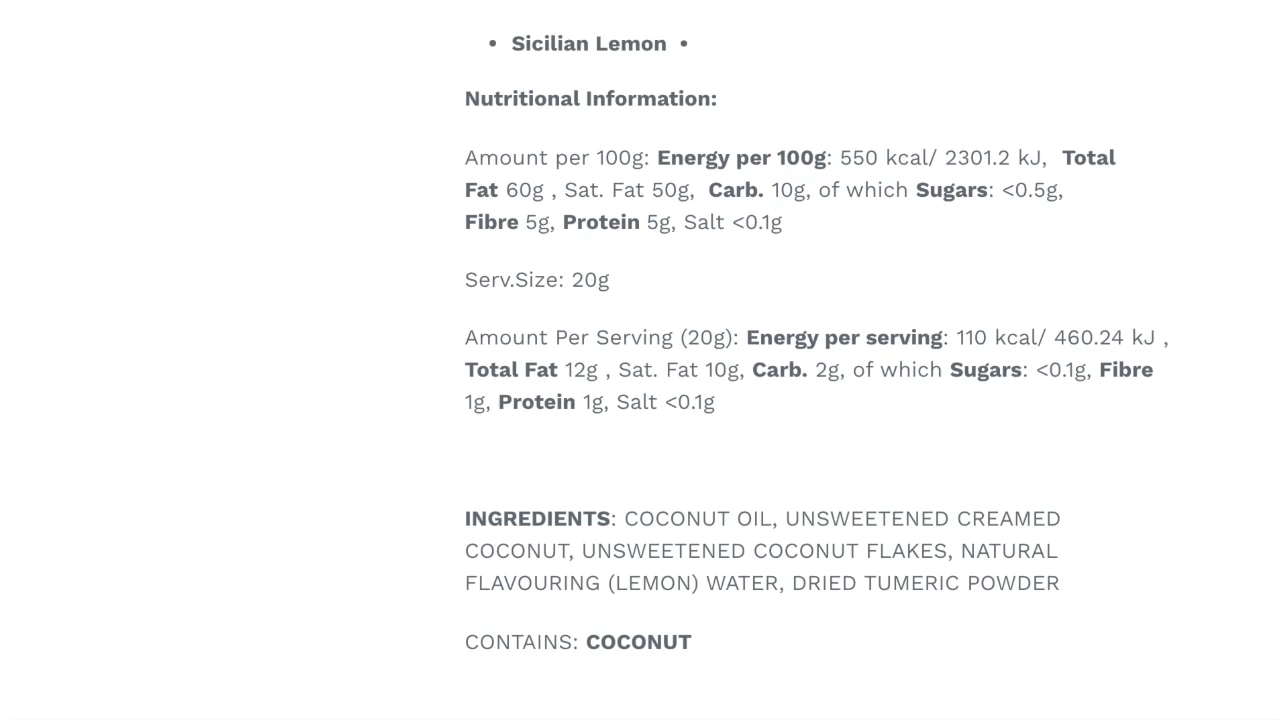 • Sicilian Lemon •
Nutritional Information:
Amount per 100g: Energy per 100g: 550 kcal/ 2301.2 kJ, Total
Fat 60g , Sat. Fat 50g, Carb. 10g, of which Sugars: <0.5g,
Fibre 5g, Protein 5g, Salt <0.1g
Serv.Size: 20g
Amount Per Serving (20g): Energy per serving: 110 kcal/ 460.24 kJ ,
Total Fat 12g , Sat. Fat 10g, Carb. 2g, of which Sugars: <0.1g, Fibre
1g, Protein 1g, Salt <0.1g
INGREDIENTS: COCONUT OIL, UNSWEETENED CREAMED
COCONUT, UNSWEETENED COCONUT FLAKES, NATURAL
FLAVOURING (LEMON) WATER, DRIED TUMERIC POWDER
CONTAINS: COCONUT